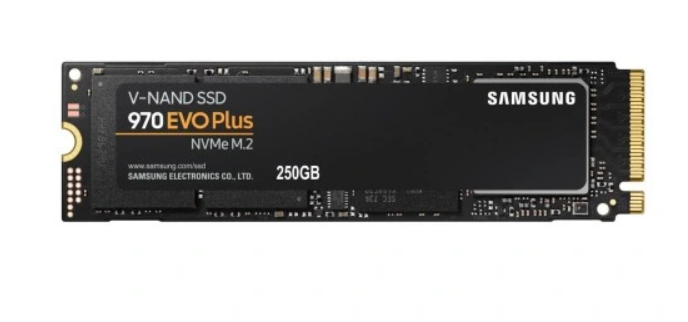 V-NAND SSD
970 EVO Plus
NVMe M.2
www.samsung.com/ssd
SAMSUNG ELECTRONICS CO., LTD.
250GB
SAMSUNG